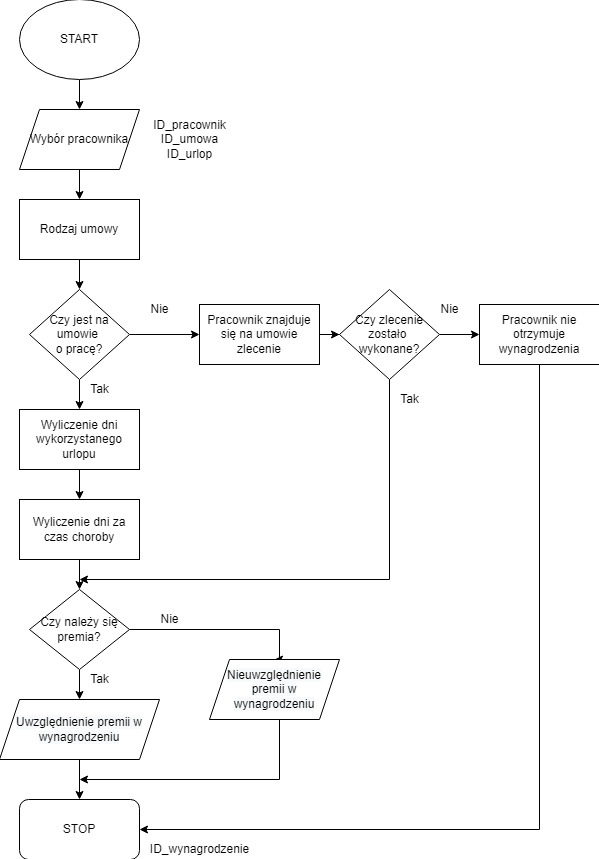 START
Wybór pracownika
ID_pracownik
ID_umowa
ID_urlop
Rodzaj umowy
Czy jest na
umowie
o pracę?
Nie
Pracownik znajduje
się na umowie
zlecenie
Czy zlecenie
zostało
wykonane?
Nie
Pracownik nie
otrzymuje
wynagrodzenia
Tak
Tak
Wyliczenie dni
wykorzystanego
urlopu
Wyliczenie dni za
czas choroby
Czy należy się
premia?
Nie
Tak
Nieuwzględnienie
premii w
wynagrodzeniu
Uwzględnienie premii w
wynagrodzeniu
STOP
ID_wynagrodzenie